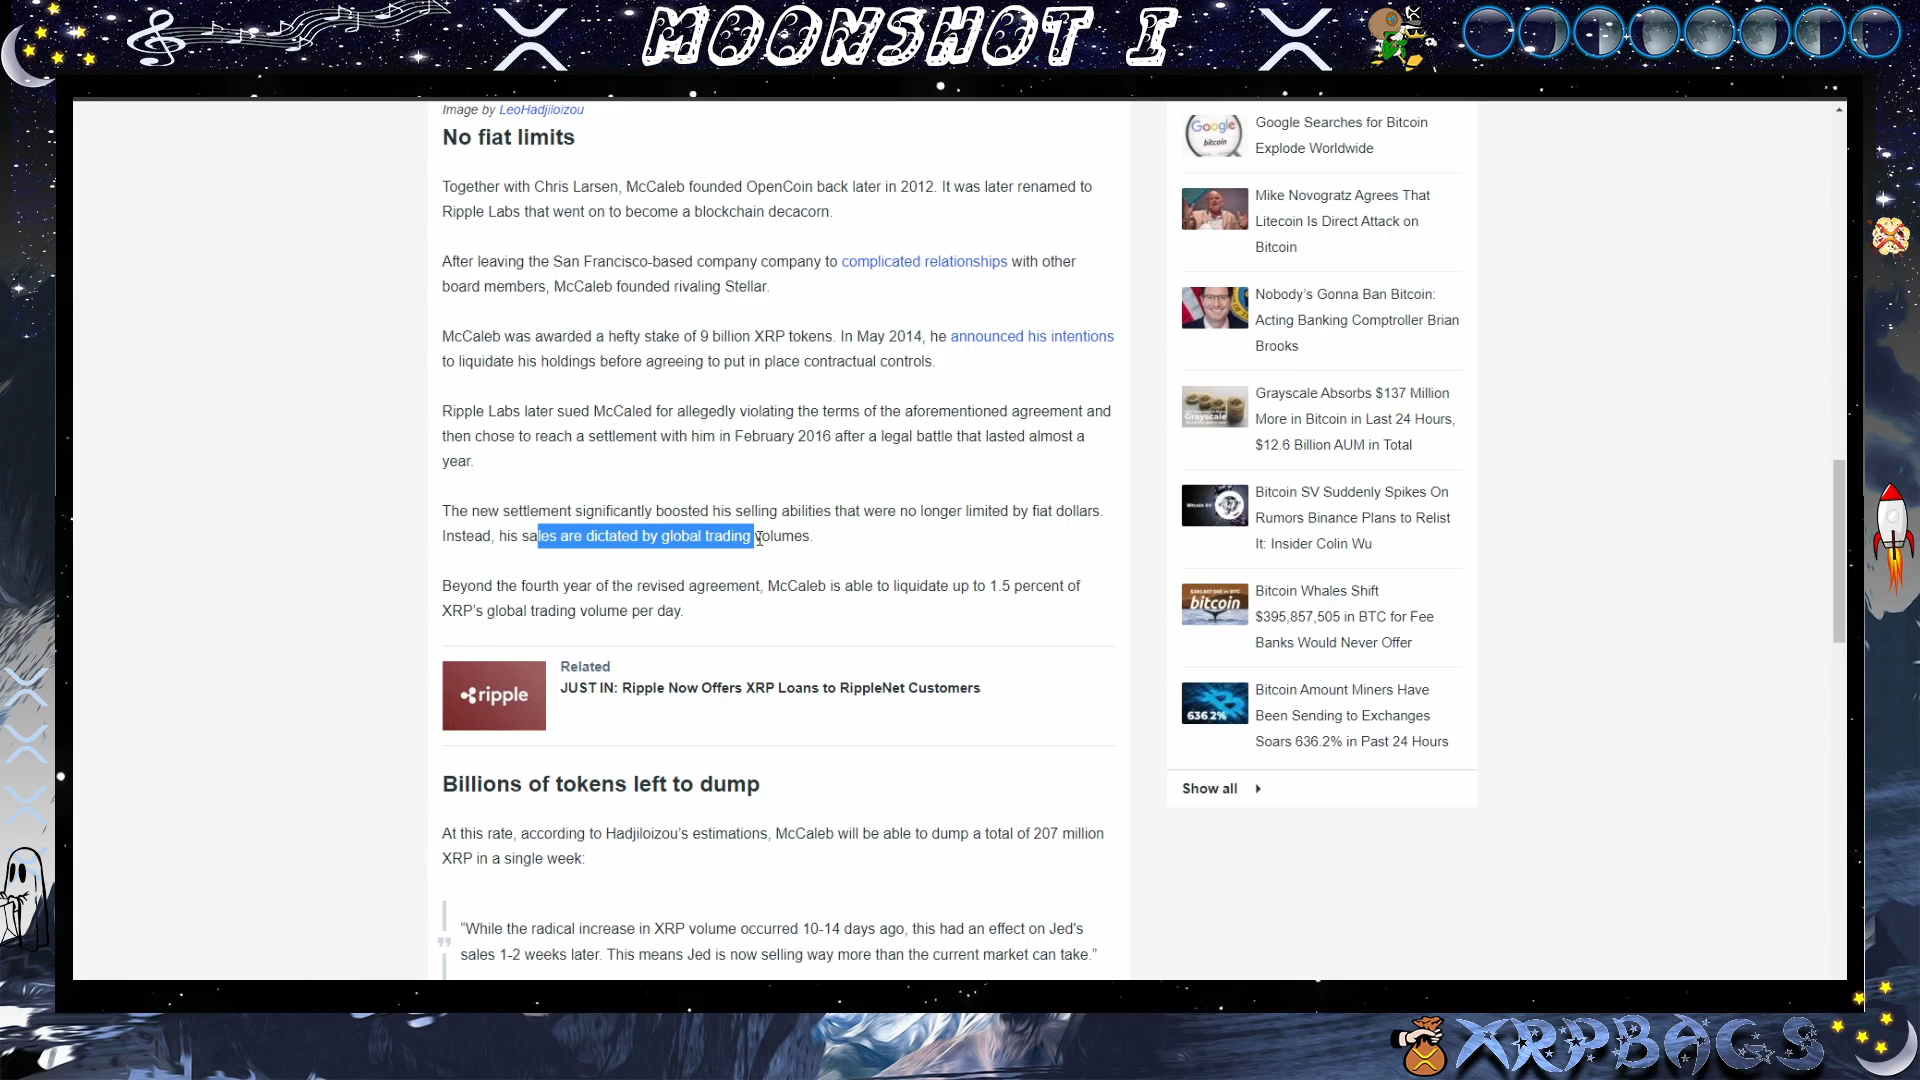 MOONSHOT I
Image by LeoHadjiloizou
No fiat limits
Together with Chris Larsen, McCaleb founded OpenCoin back later in 2012. It was later renamed to
Ripple Labs that went on to become a blockchain decacorn.
After leaving the San Francisco-based company company to complicated relationships with other
board members, McCaleb founded rivaling Stellar.
McCaleb was awarded a hefty stake of 9 billion XRP tokens. In May 2014, he announced his intentions
to liquidate his holdings before agreeing to put in place contractual controls.
Ripple Labs later sued McCaled for allegedly violating the terms of the aforementioned agreement and
then chose to reach a settlement with him in February 2016 after a legal battle that lasted almost a
year.
The new settlement significantly boosted his selling abilities that were no longer limited by fiat dollars.
Instead, his sales are dictated by global trading volumes.
Beyond the fourth year of the revised agreement, McCaleb is able to liquidate up to 1.5 percent of
XRP's global trading volume per day.
ripple
Related
JUST IN: Ripple Now Offers XRP Loans to RippleNet Customers
Billions of tokens left to dump
At this rate, according to Hadjiloizou's estimations, McCaleb will be able to dump a total of 207 million
XRP in a single week:
“While the radical increase in XRP volume occurred 10-14 days ago, this had an effect on Jed's
sales 1-2 weeks later. This means Jed is now selling way more than the current market can take.”
Google
bitcoin
Google Searches for Bitcoin
Explode Worldwide
Mike Novogratz Agrees That
Litecoin Is Direct Attack on
Bitcoin
Nobody's Gonna Ban Bitcoin:
Acting Banking Comptroller Brian
Brooks
Grayscale
Grayscale Absorbs $137 Million
More in Bitcoin in Last 24 Hours,
$12.6 Billion AUM in Total
Bitcoin SV
Bitcoin SV Suddenly Spikes On
Rumors Binance Plans to Relist
It: Insider Colin Wu
$395,857,505 IN BTC
bitcoin
Bitcoin Whales Shift
$395,857,505 in BTC for Fee
Banks Would Never Offer
636.2%
Bitcoin Amount Miners Have
Been Sending to Exchanges
Soars 636.2% in Past 24 Hours
Show all
XRPBAGS